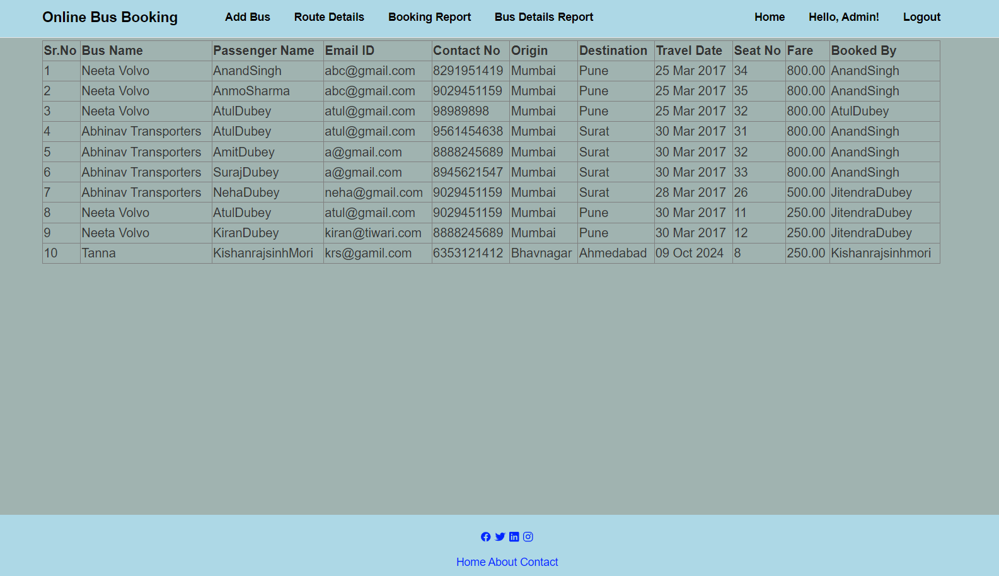 Online Bus Booking Add Bus Route Details Booking Report Bus Details Report Home Hello, Admin! Logout
Sr.No Bus Name Passenger Name Email ID Contact No Origin Destination Travel Date Seat No Fare Booked By
1 Neeta Volvo AnandSingh abc@gmail.com 8291951419 Mumbai Pune 25 Mar 2017 34 800.00 AnandSingh
2 Neeta Volvo AnmoSharma abc@gmail.com 9029451159 Mumbai Pune 25 Mar 2017 35 800.00 AnandSingh
3 Neeta Volvo AtulDubey atul@gmail.com 98989898 Mumbai Pune 25 Mar 2017 32 800.00 AtulDubey
4 Abhinav Transporters AtulDubey atul@gmail.com 9561454638 Mumbai Surat 30 Mar 2017 31 800.00 AnandSingh
5 Abhinav Transporters AmitDubey a@gmail.com 8888245689 Mumbai Surat 30 Mar 2017 32 800.00 AnandSingh
6 Abhinav Transporters SurajDubey a@gmail.com 8945621547 Mumbai Surat 30 Mar 2017 33 800.00 AnandSingh
7 Abhinav Transporters NehaDubey neha@gmail.com 9029451159 Mumbai Surat 28 Mar 2017 26 500.00 JitendraDubey
8 Neeta Volvo AtulDubey atul@gmail.com 9029451159 Mumbai Pune 30 Mar 2017 11 250.00 JitendraDubey
9 Neeta Volvo KiranDubey kiran@tiwari.com 8888245689 Mumbai Pune 30 Mar 2017 12 250.00 JitendraDubey
10 Tanna KishanrajsinhMori krs@gamil.com 6353121412 Bhavnagar Ahmedabad 09 Oct 2024 8 250.00 Kishanrajsinhmori
Home About Contact